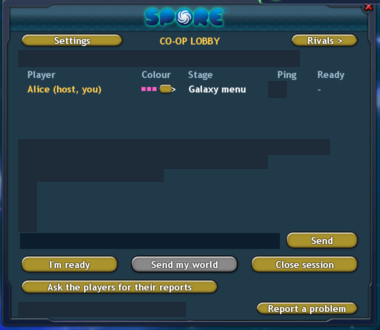 SPORE
Settings CO-OP LOBBY Rivals >
Player Colour Stage Ping Ready
Alice (host, you) > Galaxy menu -
Send
I'm ready Send my world Close session
Ask the players for their reports
Report a problem